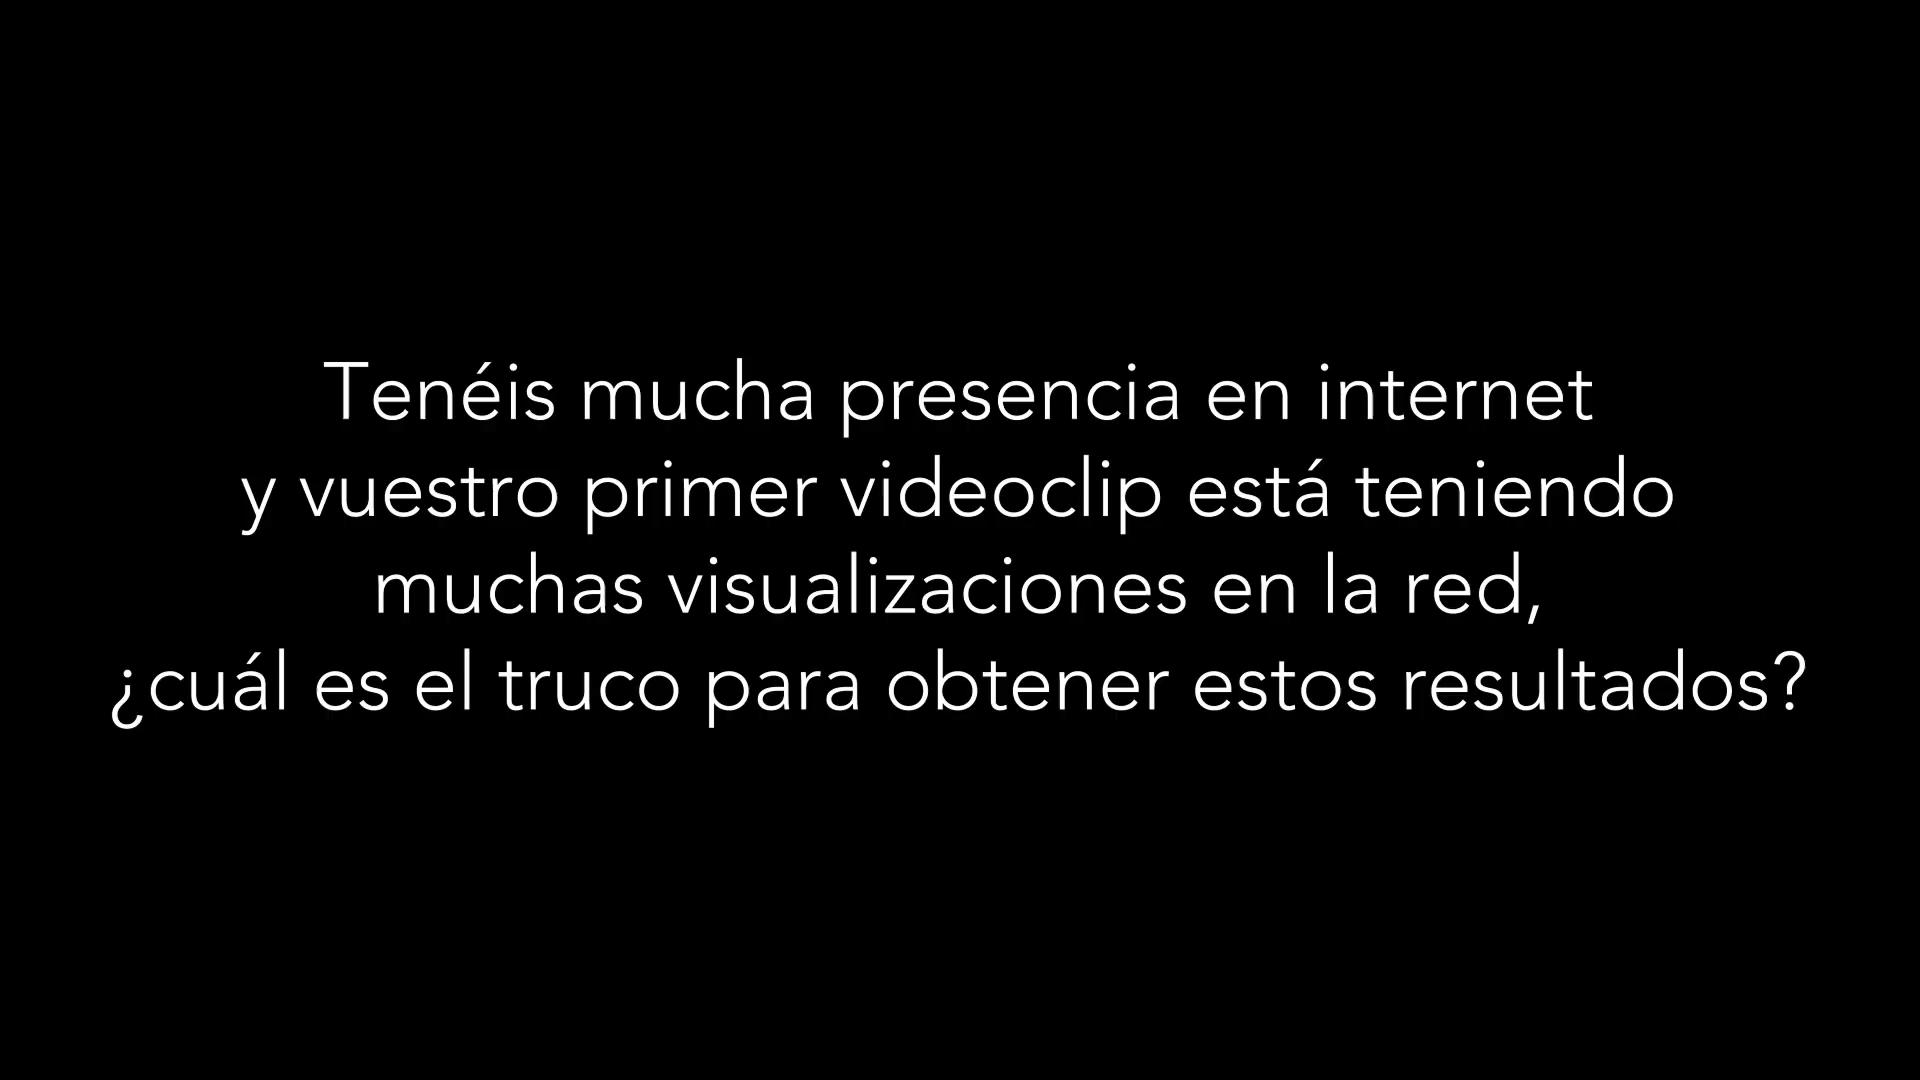 Tenéis mucha presencia en internet
y vuestro primer videoclip está teniendo
muchas visualizaciones en la red,
¿cuál es el truco para obtener estos resultados?